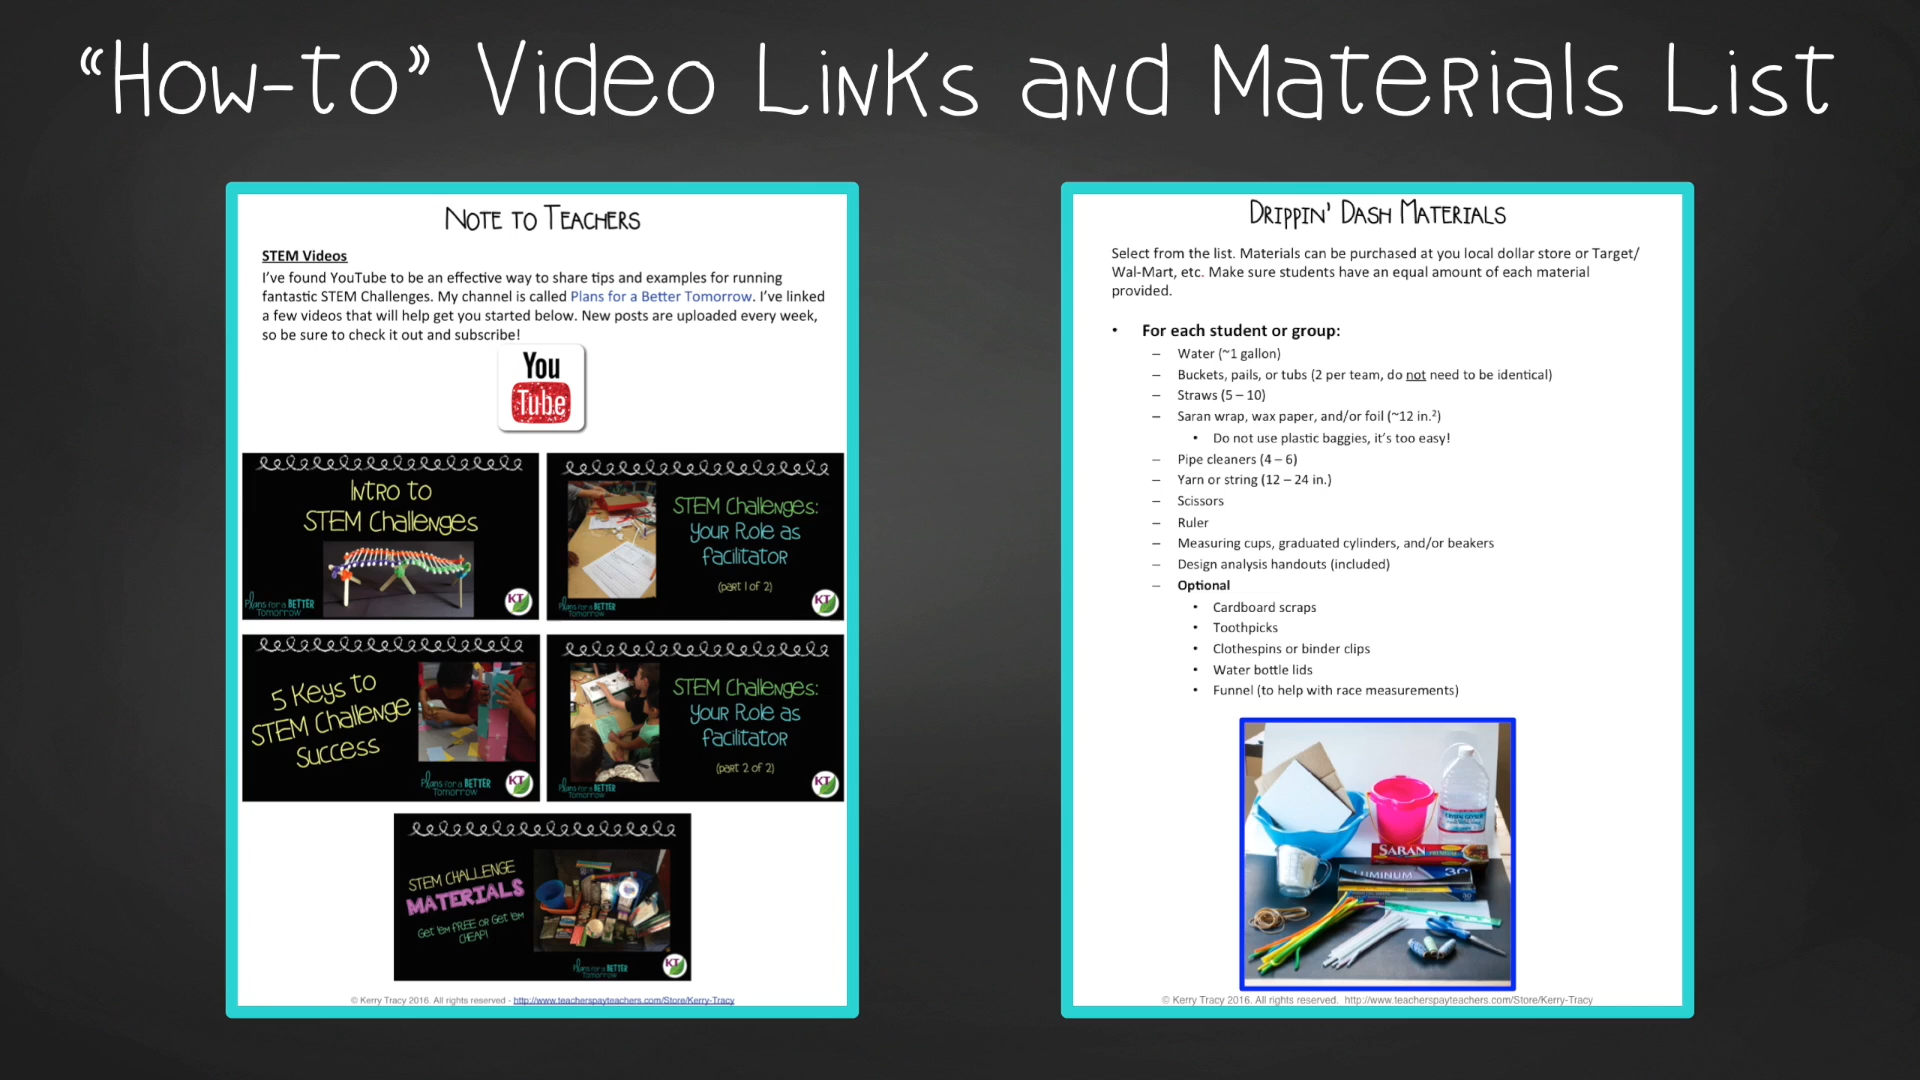 “How-to” Video Links and Materials List
Note to Teachers
STEM Videos
I’ve found YouTube to be an effective way to share tips and examples for running
fantastic STEM Challenges. My channel is called Plans for a Better Tomorrow. I’ve linked
a few videos that will help get you started below. New posts are uploaded every week,
so be sure to check it out and subscribe!
You
Tube
Intro to
STEM Challenges
Plans for a BETTER
Tomorrow
KT
STEM Challenges:
Your Role as
facilitator
(part 1 of 2)
Plans for a BETTER
Tomorrow
KT
5 Keys to
STEM Challenge
Success
Plans for a BETTER
Tomorrow
KT
STEM Challenges:
Your Role as
facilitator
(part 2 of 2)
Plans for a BETTER
Tomorrow
KT
STEM CHALLENGE
MATERIALS
Get 'em FREE or Get 'em
CHEAP!
Plans for a BETTER
Tomorrow
KT
© Kerry Tracy 2016. All rights reserved - http://www.teacherspayteachers.com/Store/Kerry-Tracy
Drippin' Dash Materials
Select from the list. Materials can be purchased at you local dollar store or Target/
Wal-Mart, etc. Make sure students have an equal amount of each material
provided.
• For each student or group:
– Water (~1 gallon)
– Buckets, pails, or tubs (2 per team, do not need to be identical)
– Straws (5 – 10)
– Saran wrap, wax paper, and/or foil (~12 in.²)
• Do not use plastic baggies, it’s too easy!
– Pipe cleaners (4 – 6)
– Yarn or string (12 – 24 in.)
– Scissors
– Ruler
– Measuring cups, graduated cylinders, and/or beakers
– Design analysis handouts (included)
– Optional
• Cardboard scraps
• Toothpicks
• Clothespins or binder clips
• Water bottle lids
• Funnel (to help with race measurements)
CRYSTAL GEYSER
SARAN PREMIUM
ALUMINUM 30
© Kerry Tracy 2016. All rights reserved. http://www.teacherspayteachers.com/Store/Kerry-Tracy